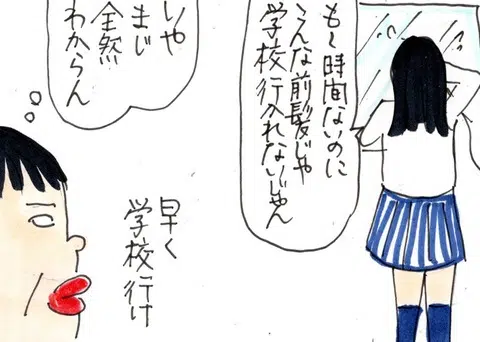 も〜時間ないのに
こんな前髪じゃ
学校行かれないじゃん
いや
まじ
全然
わからん
早く
学校行け